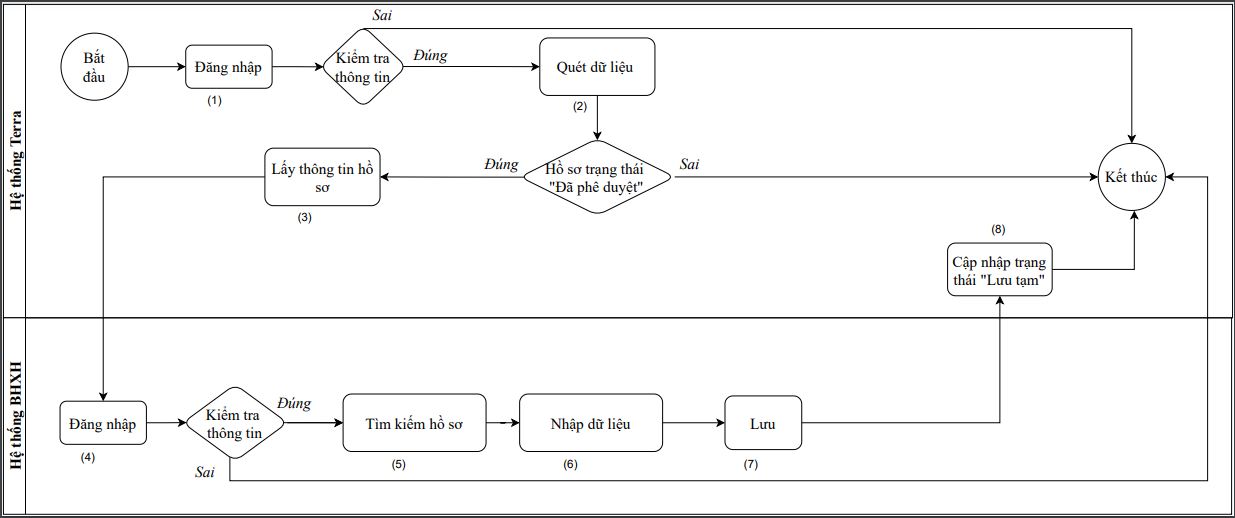 Hệ thống Terra
Sai
Bắt
đầu
Đăng nhập
(1)
Kiểm tra
thông tin
Đúng
Quét dữ liệu
(2)
Lấy thông tin hồ
sơ
(3)
Đúng
Hồ sơ trạng thái
"Đã phê duyệt"
Sai
Kết thúc
(8)
Cập nhập trạng
thái "Lưu tạm"
Hệ thống BHXH
Đăng nhập
(4)
Kiểm tra
thông tin
Đúng
Sai
Tìm kiếm hồ sơ
(5)
Nhập dữ liệu
(6)
Lưu
(7)